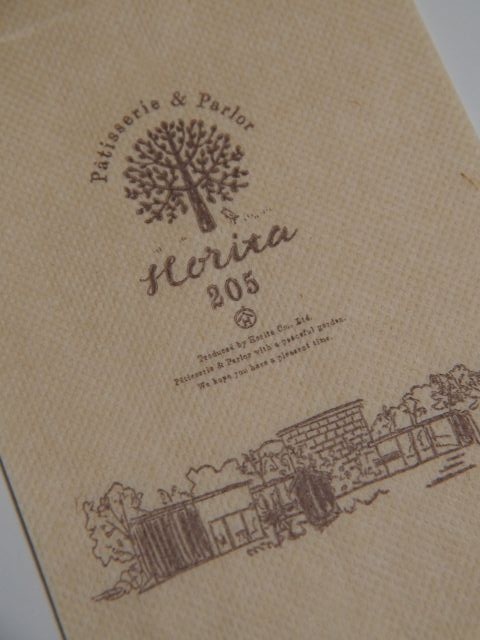 Pâtisserie & Parlor
Horita
205
Produced by Horita Co., Ltd.
Pâtisserie & Parlor with a peaceful garden.
We hope you have a pleasant time.